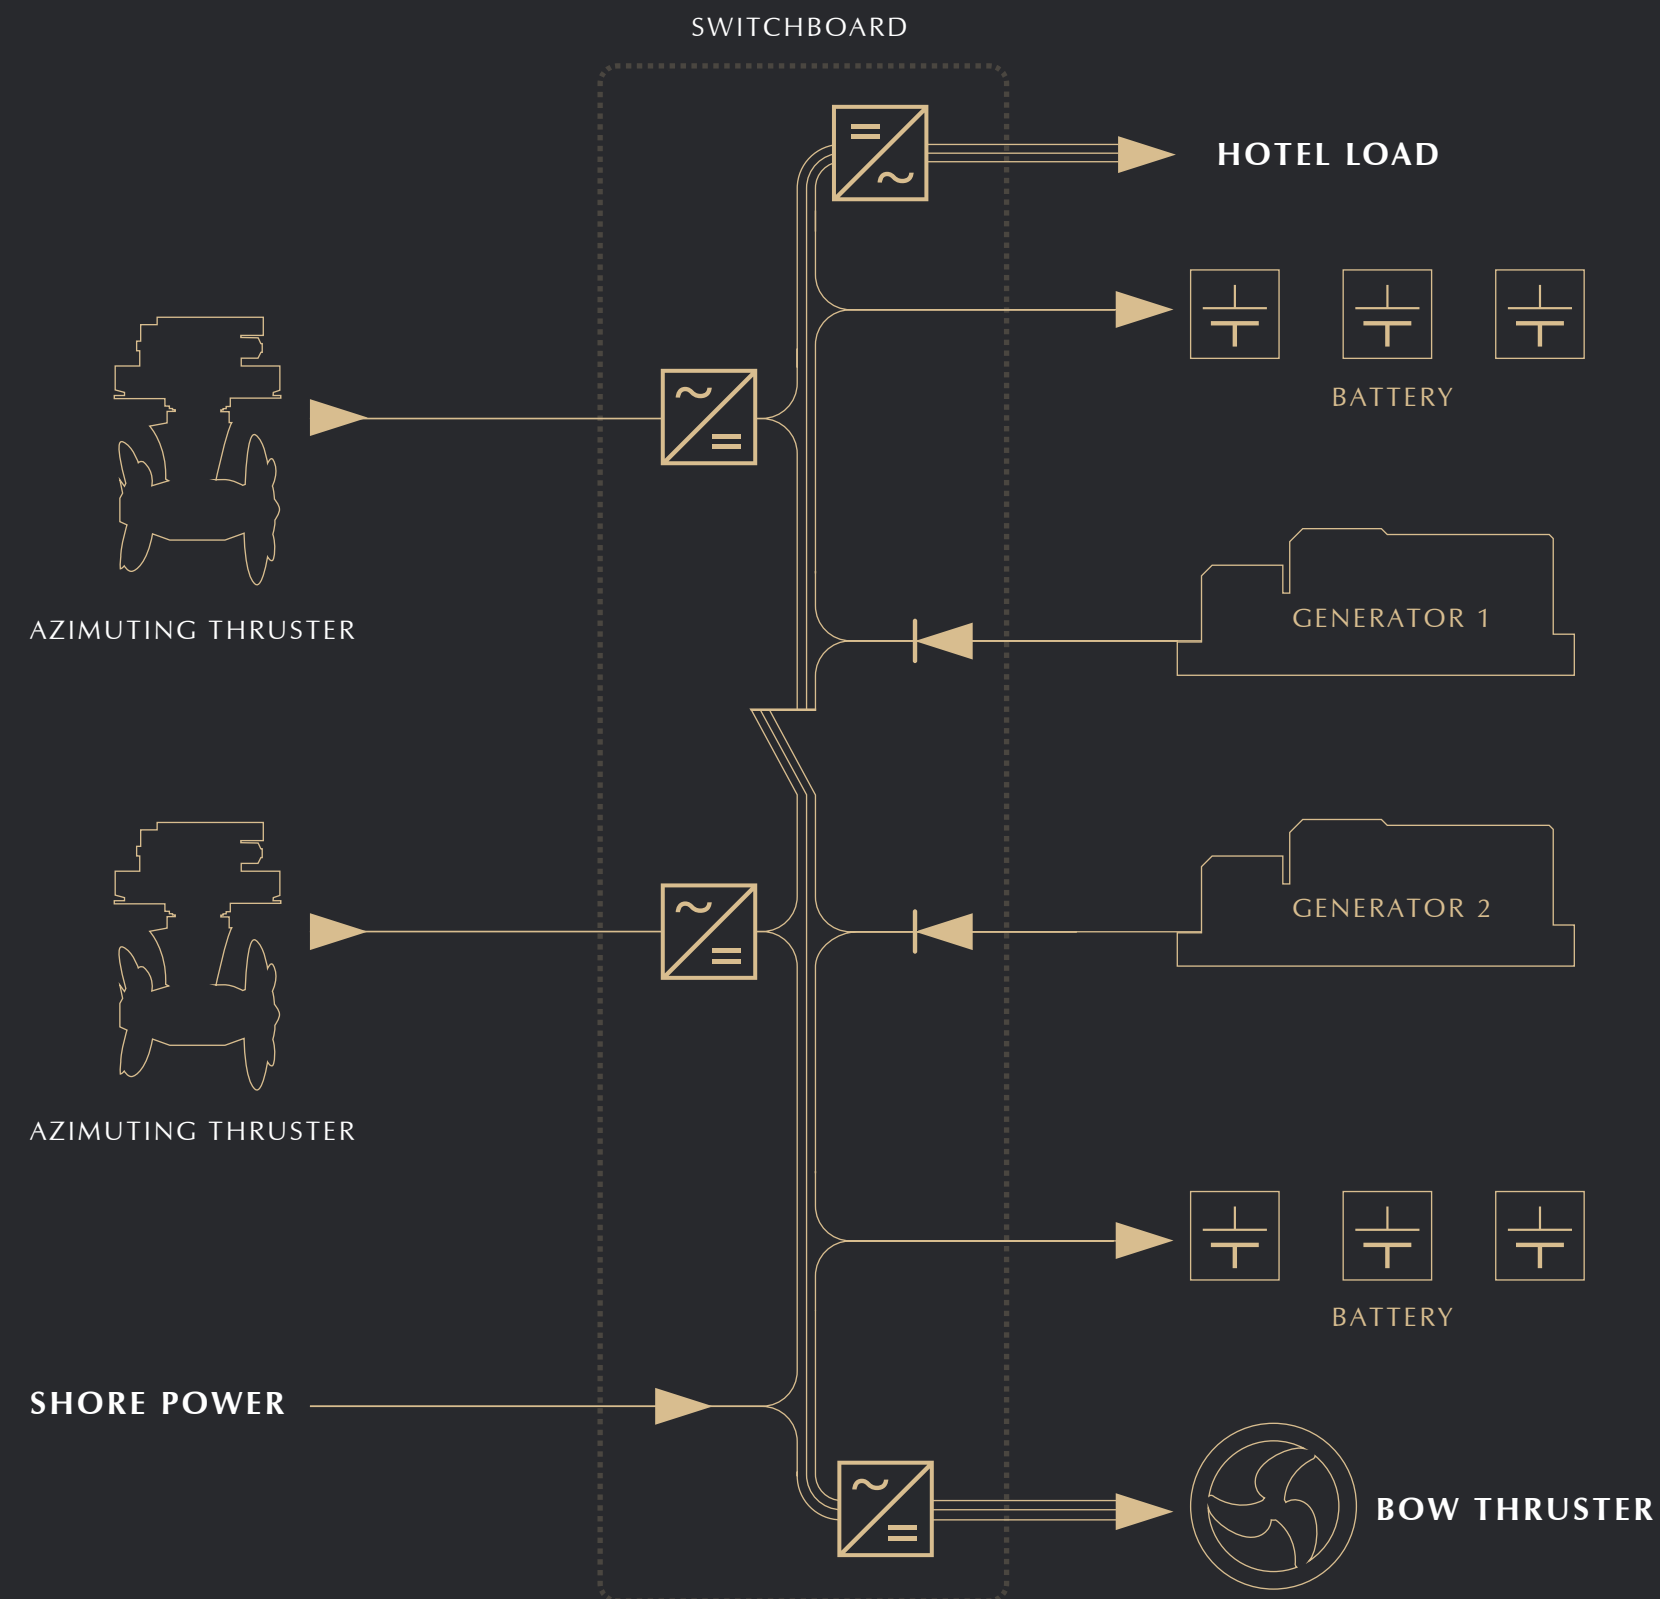 SWITCHBOARD
HOTEL LOAD
BATTERY
GENERATOR 1
AZIMUTING THRUSTER
GENERATOR 2
AZIMUTING THRUSTER
BATTERY
SHORE POWER
BOW THRUSTER